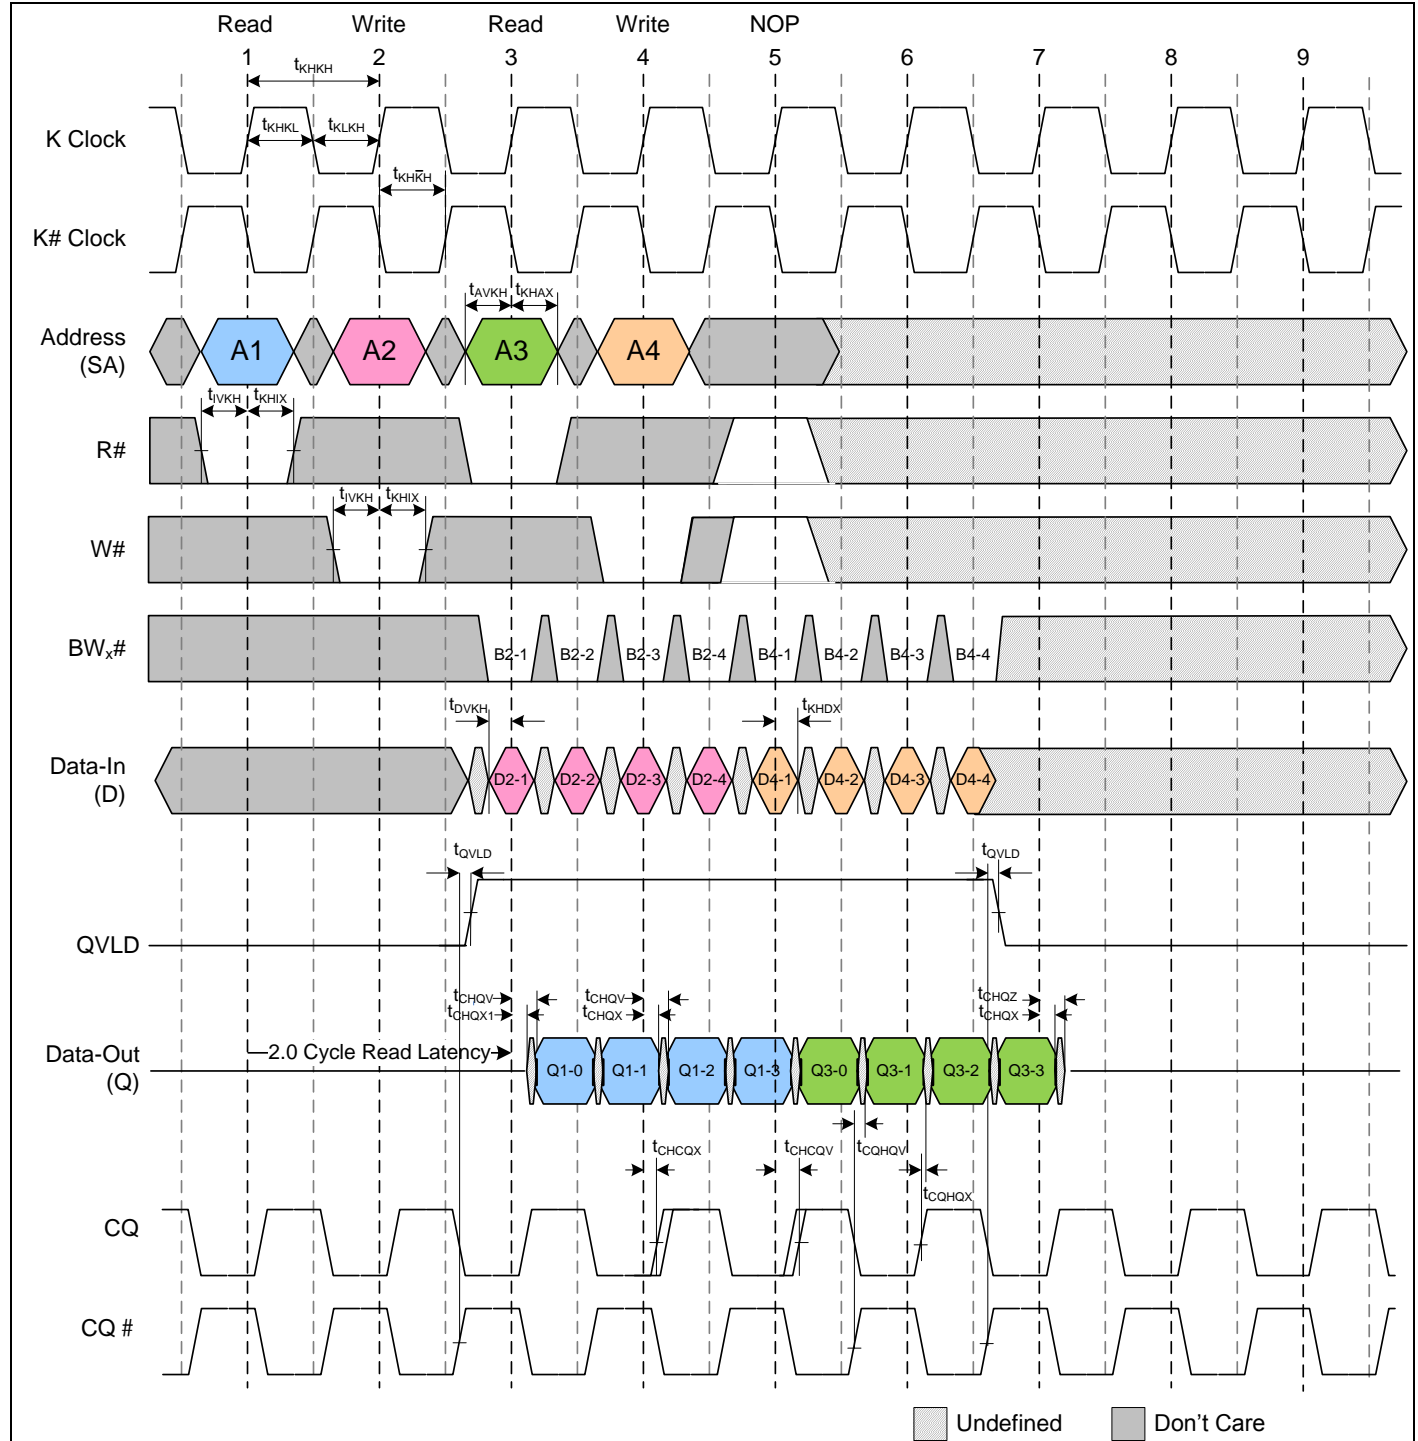 Read Write Read Write NOP
1 2 3 4 5 6 7 8 9
tKHKH
K Clock
tKHKL tKLKH
tKHK̅H
K# Clock
tAVKH tKHAX
Address
(SA)
A1 A2 A3 A4
tIVKH tKHIX
R#
tIVKH tKHIX
W#
BWx#
B2-1 B2-2 B2-3 B2-4 B4-1 B4-2 B4-3 B4-4
tDVKH tKHDX
Data-In
(D)
D2-1 D2-2 D2-3 D2-4 D4-1 D4-2 D4-3 D4-4
tQVLD tQVLD
QVLD
tCHQV tCHQV tCHQZ
tCHQX1 tCHQX tCHQX
Data-Out
(Q)
2.0 Cycle Read Latency
Q1-0 Q1-1 Q1-2 Q1-3 Q3-0 Q3-1 Q3-2 Q3-3
tCHCQX tCHCQV tCQHQV
tCQHQX
CQ
CQ #
Undefined Don't Care